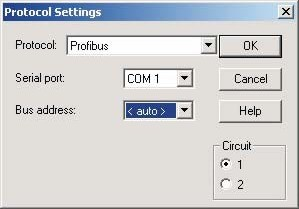 Protocol Settings
Protocol: Profibus OK
Serial port: COM 1 Cancel
Bus address: < auto > Help
Circuit
1
2